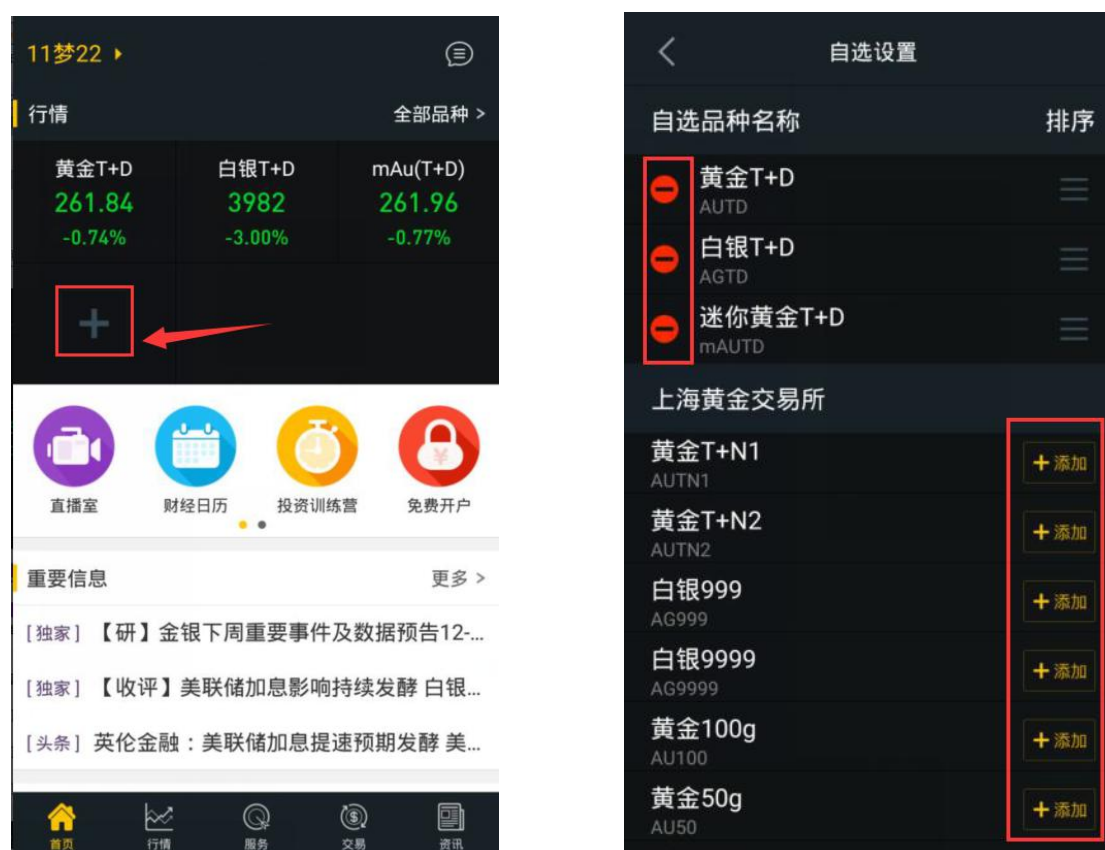 11梦22
行情
全部品种 >
黄金T+D 白银T+D mAu(T+D)
261.84 3982 261.96
-0.74% -3.00% -0.77%
直播室 财经日历 投资训练营 免费开户
重要信息
更多 >
[独家] 【研】金银下周重要事件及数据预告12-...
[独家] 【收评】美联储加息影响持续发酵 白银...
[头条] 英伦金融：美联储加息提速预期发酵 美...
首页 行情 服务 交易 资讯
自选设置
自选品种名称 排序
黄金T+D
AUTD
白银T+D
AGTD
迷你黄金T+D
mAUTD
上海黄金交易所
黄金T+N1
AUTN1
+添加
黄金T+N2
AUTN2
+添加
白银999
AG999
+添加
白银9999
AG9999
+添加
黄金100g
AU100
+添加
黄金50g
AU50
+添加